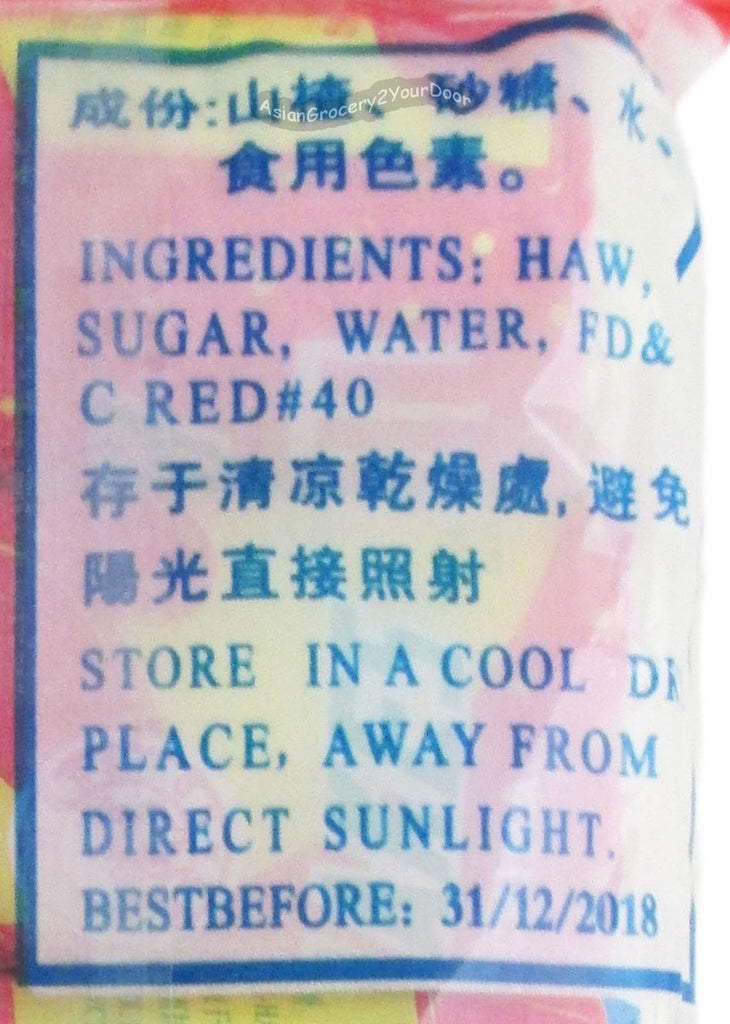 成份:山楂、砂糖、水、
AsianGrocery2YourDoor
食用色素。
INGREDIENTS: HAW,
SUGAR, WATER, FD&
C RED#40
存于清凉乾燥處,避免
陽光直接照射
STORE IN A COOL
PLACE, AWAY FROM
DIRECT SUNLIGHT.
BESTBEFORE: 31/12/2018